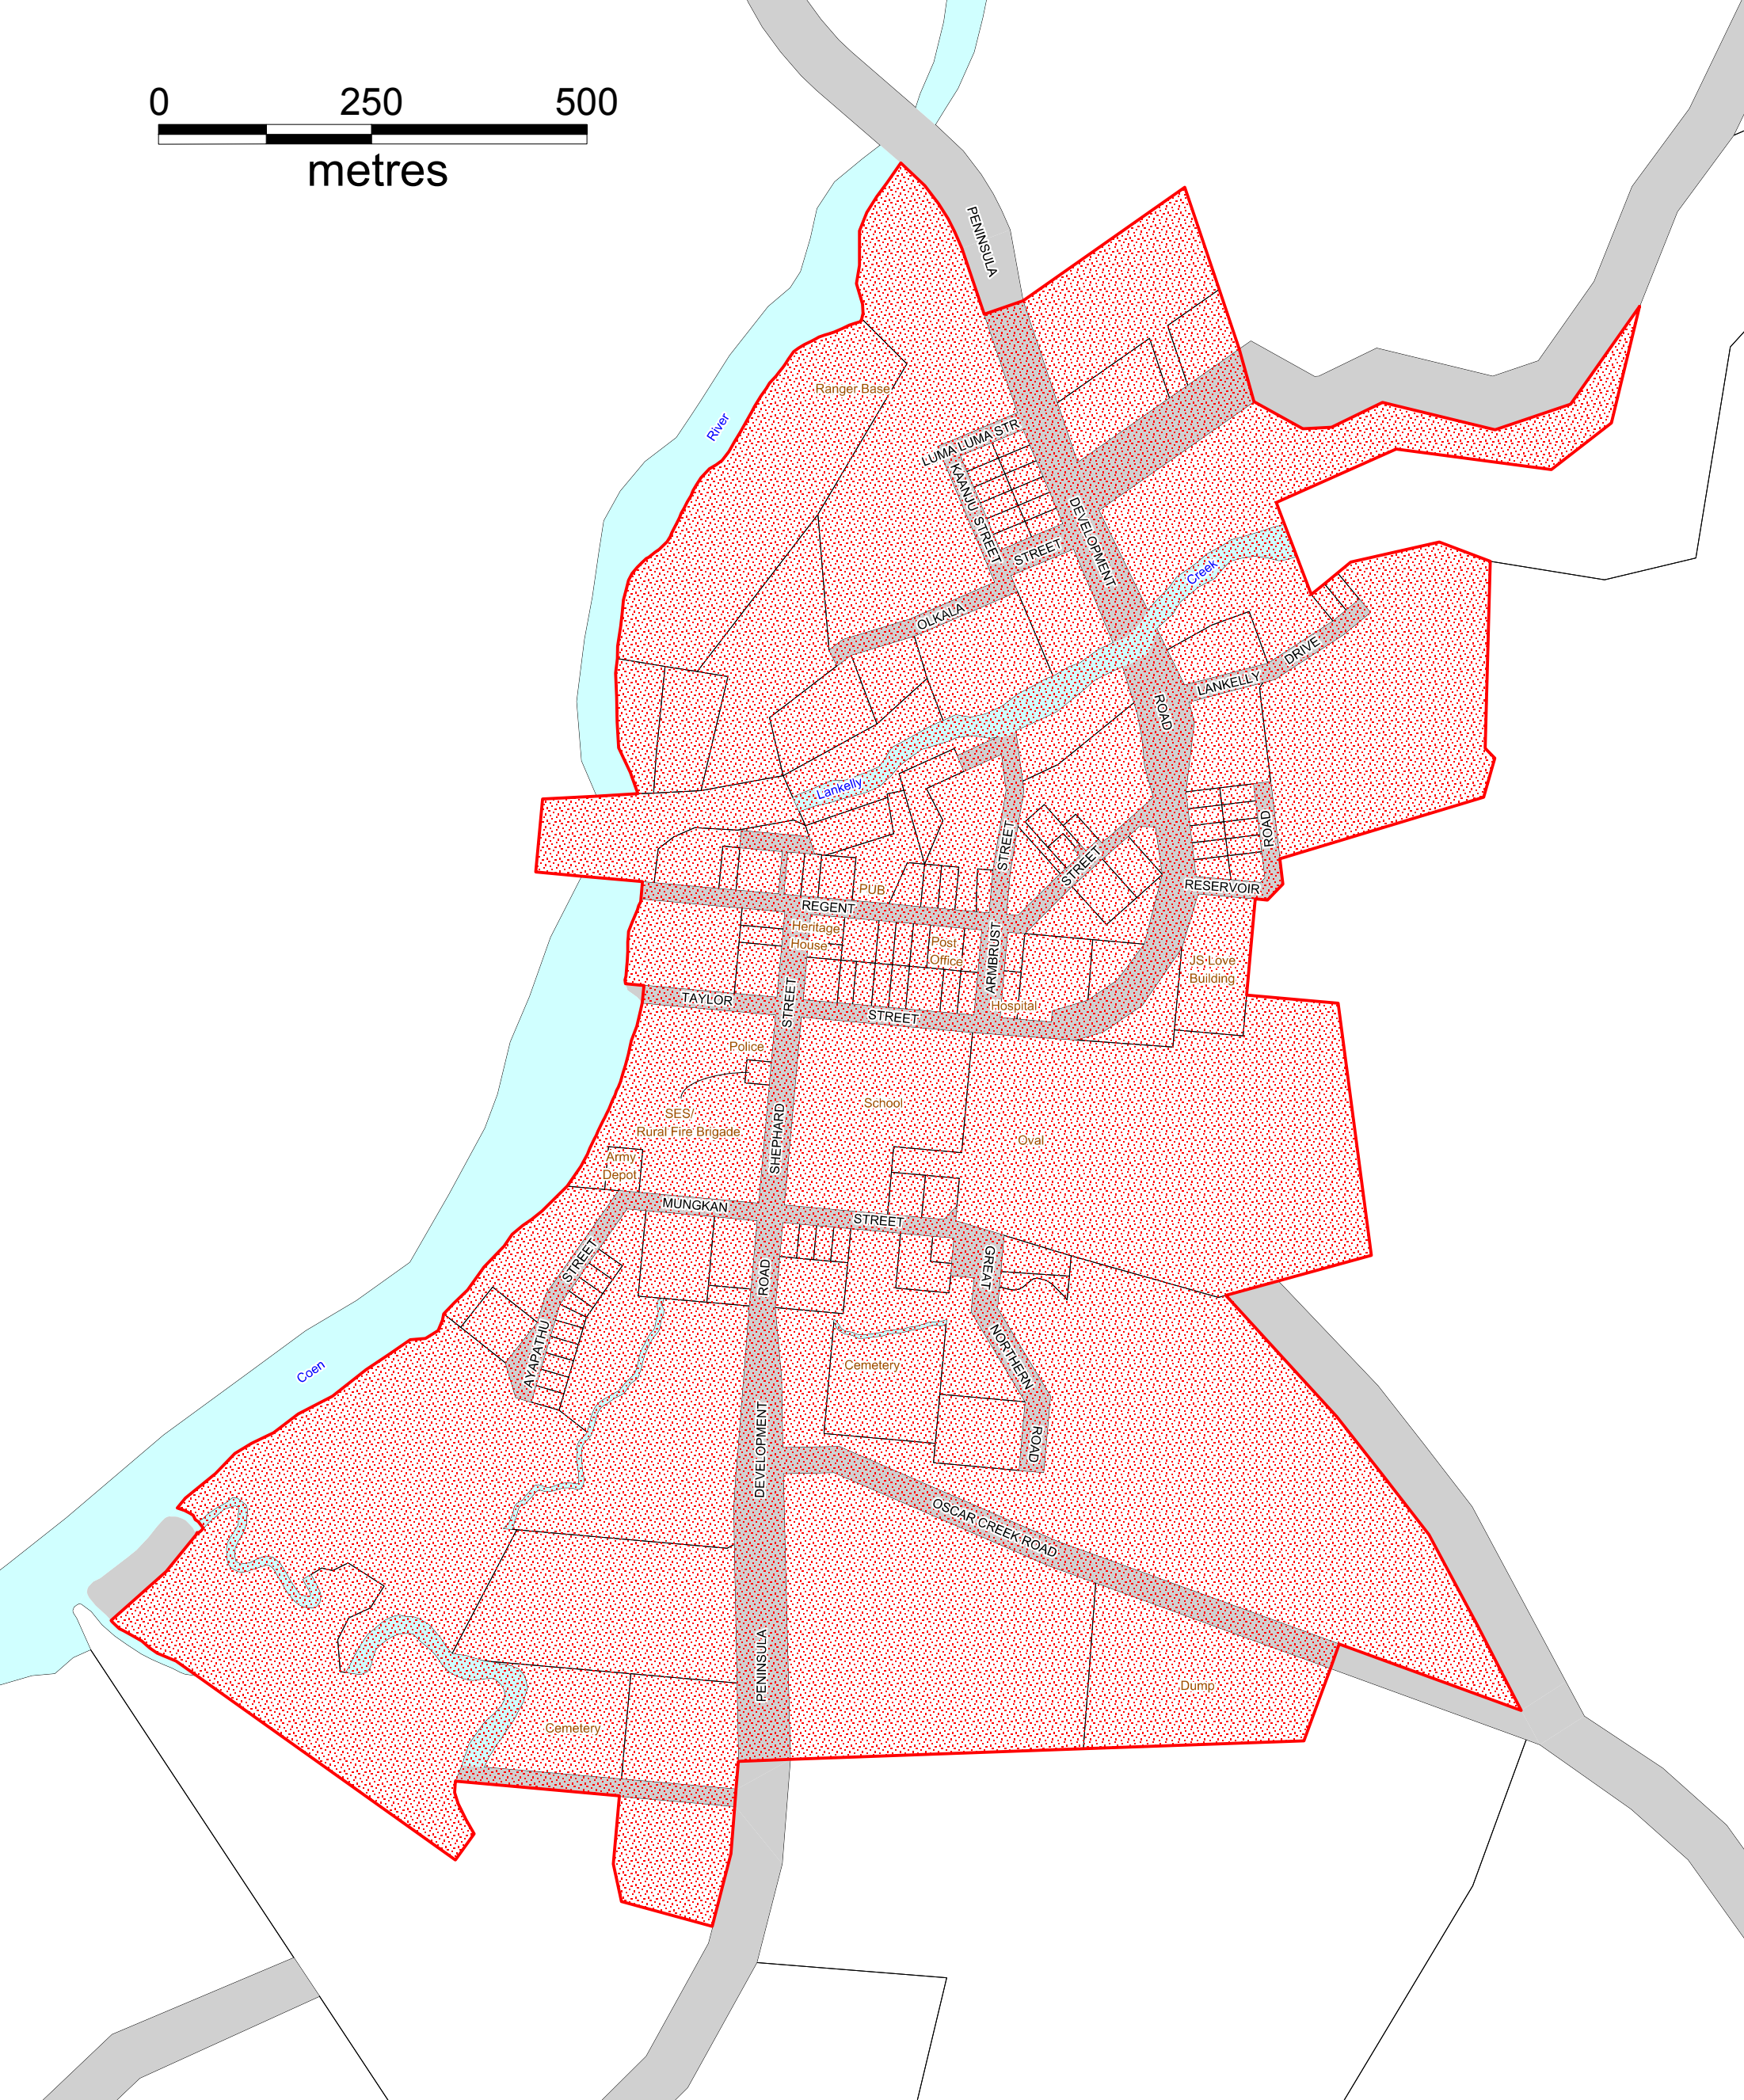 0 250 500
metres
PENINSULA
Ranger Base
River
LUMA LUMA STR
KAANJU STREET
DEVELOPMENT
STREET
Creek
OLKALA
DRIVE
LANKELLY
ROAD
Lankelly
STREET
ROAD
STREET
RESERVOIR
PUB
REGENT
Heritage
House
Post
Office
ARMBRUST
JS Love
Building
TAYLOR
STREET
STREET
Hospital
Police
School
SES/
Rural Fire Brigade
SHEPHARD
Oval
Army
Depot
MUNGKAN
STREET
STREET
ROAD
GREAT
AYAPATHU
NORTHERN
Cemetery
Coen
DEVELOPMENT
ROAD
OSCAR CREEK ROAD
PENINSULA
Dump
Cemetery